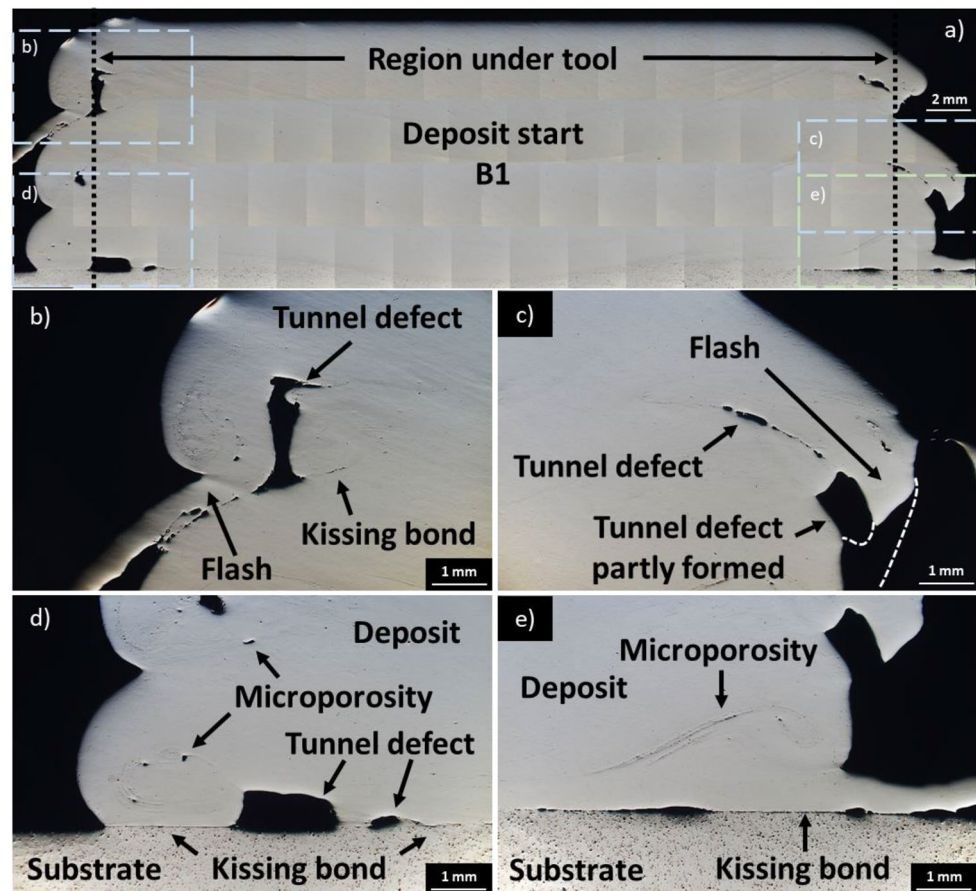 a)
b)
Region under tool
2 mm
Deposit start
B1
c)
d)
e)
b)
Tunnel defect
Kissing bond
Flash
1 mm
c)
Flash
Tunnel defect
Tunnel defect
partly formed
1 mm
d)
Deposit
Microporosity
Tunnel defect
Substrate
Kissing bond
1 mm
e)
Microporosity
Deposit
Substrate
Kissing bond
1 mm